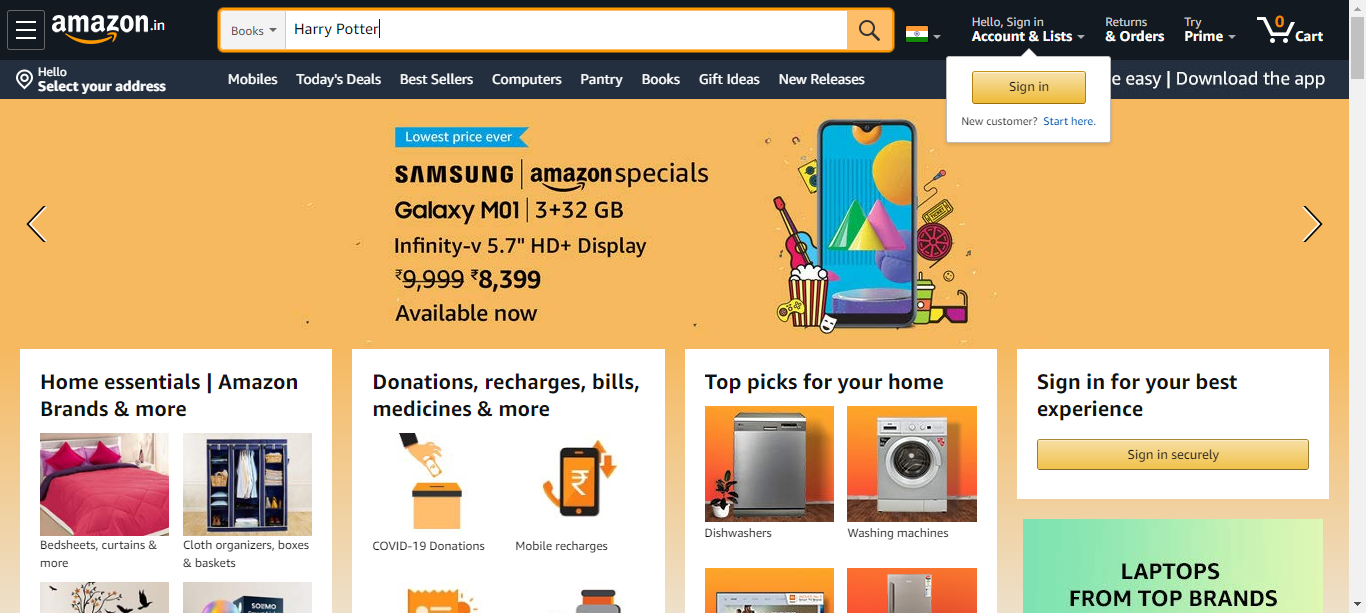 amazon.in
Books
Harry Potter
Hello, Sign in
Account & Lists
Returns
& Orders
Try
Prime
0
Cart
Hello
Select your address
Mobiles
Today's Deals
Best Sellers
Computers
Pantry
Books
Gift Ideas
New Releases
e easy | Download the app
Sign in
New customer? Start here.
Lowest price ever
SAMSUNG | amazon specials
Galaxy M01 | 3+32 GB
Infinity-v 5.7" HD+ Display
₹9,999 ₹8,399
Available now
Home essentials | Amazon
Brands & more
Bedsheets, curtains &
more
Cloth organizers, boxes
& baskets
Donations, recharges, bills,
medicines & more
₹
COVID-19 Donations
Mobile recharges
Top picks for your home
Dishwashers
Washing machines
Sign in for your best
experience
Sign in securely
LAPTOPS
FROM TOP BRANDS